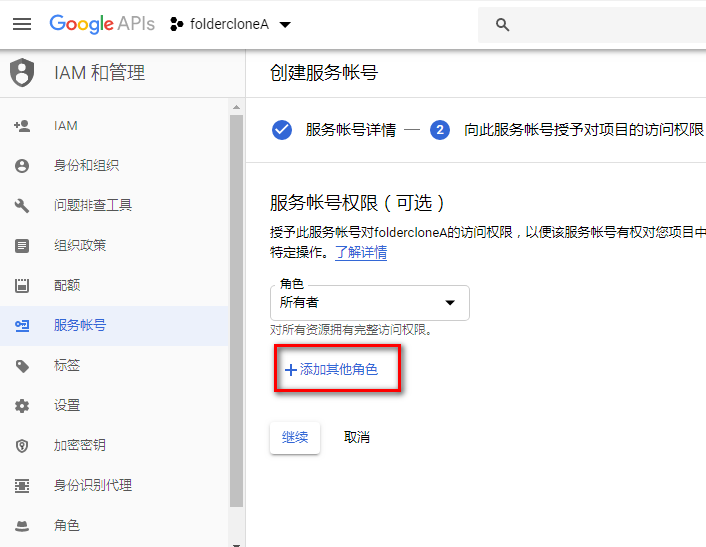 Google APIs
foldercloneA
IAM 和管理
IAM
身份和组织
问题排查工具
组织政策
配额
服务帐号
标签
设置
加密密钥
身份识别代理
角色
创建服务帐号
服务帐号详情 — 2 向此服务帐号授予对项目的访问权限
服务帐号权限（可选）
授予此服务帐号对foldercloneA的访问权限，以便该服务帐号有权对您项目中
特定操作。了解详情
角色
所有者
对所有资源拥有完整访问权限。
+添加其他角色
继续 取消